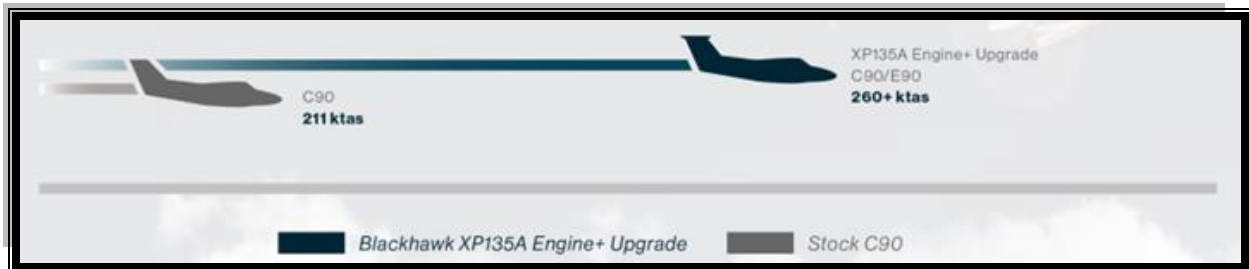 XP135A Engine+ Upgrade
C90/E90
260+ ktas
C90
211 ktas
Blackhawk XP135A Engine+ Upgrade
Stock C90